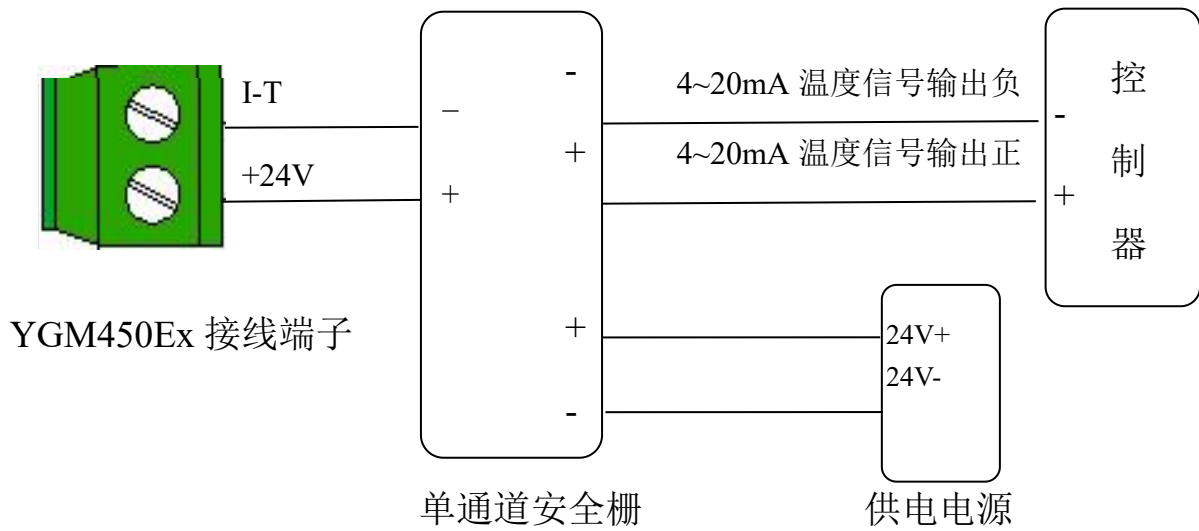 I-T
+24V
YGM450Ex 接线端子
−
+
-
+
+
-
单通道安全栅
4~20mA 温度信号输出负
4~20mA 温度信号输出正
-
+
控
制
器
24V+
24V-
供电电源